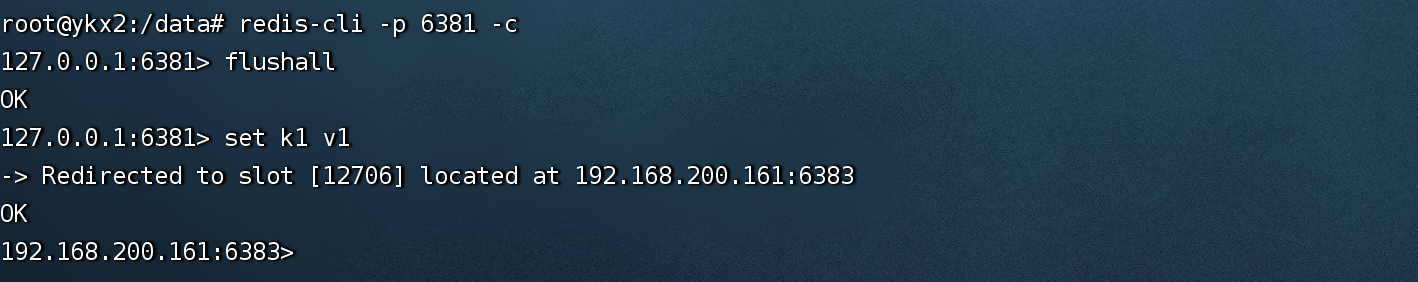 root@ykx2:/data# redis-cli -p 6381 -c
127.0.0.1:6381> flushall
OK
127.0.0.1:6381> set k1 v1
-> Redirected to slot [12706] located at 192.168.200.161:6383
OK
192.168.200.161:6383>